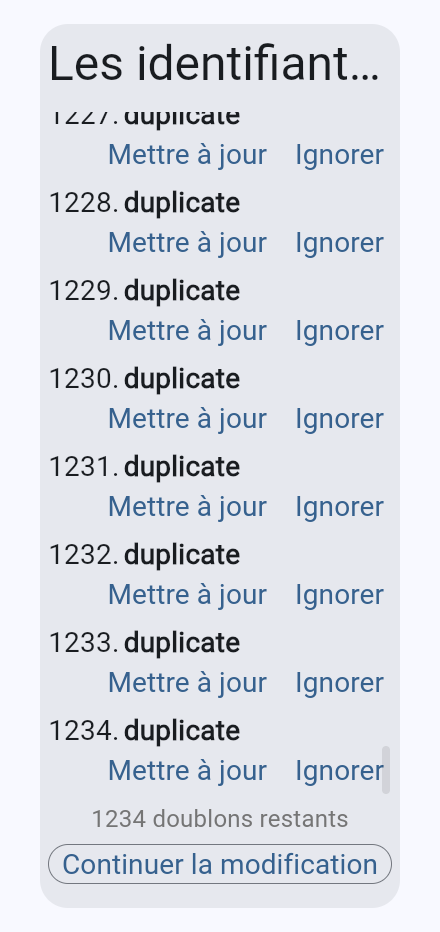 Les identifiant...
1227. duplicate
Mettre à jour Ignorer
1228. duplicate
Mettre à jour Ignorer
1229. duplicate
Mettre à jour Ignorer
1230. duplicate
Mettre à jour Ignorer
1231. duplicate
Mettre à jour Ignorer
1232. duplicate
Mettre à jour Ignorer
1233. duplicate
Mettre à jour Ignorer
1234. duplicate
Mettre à jour Ignorer
1234 doublons restants
Continuer la modification